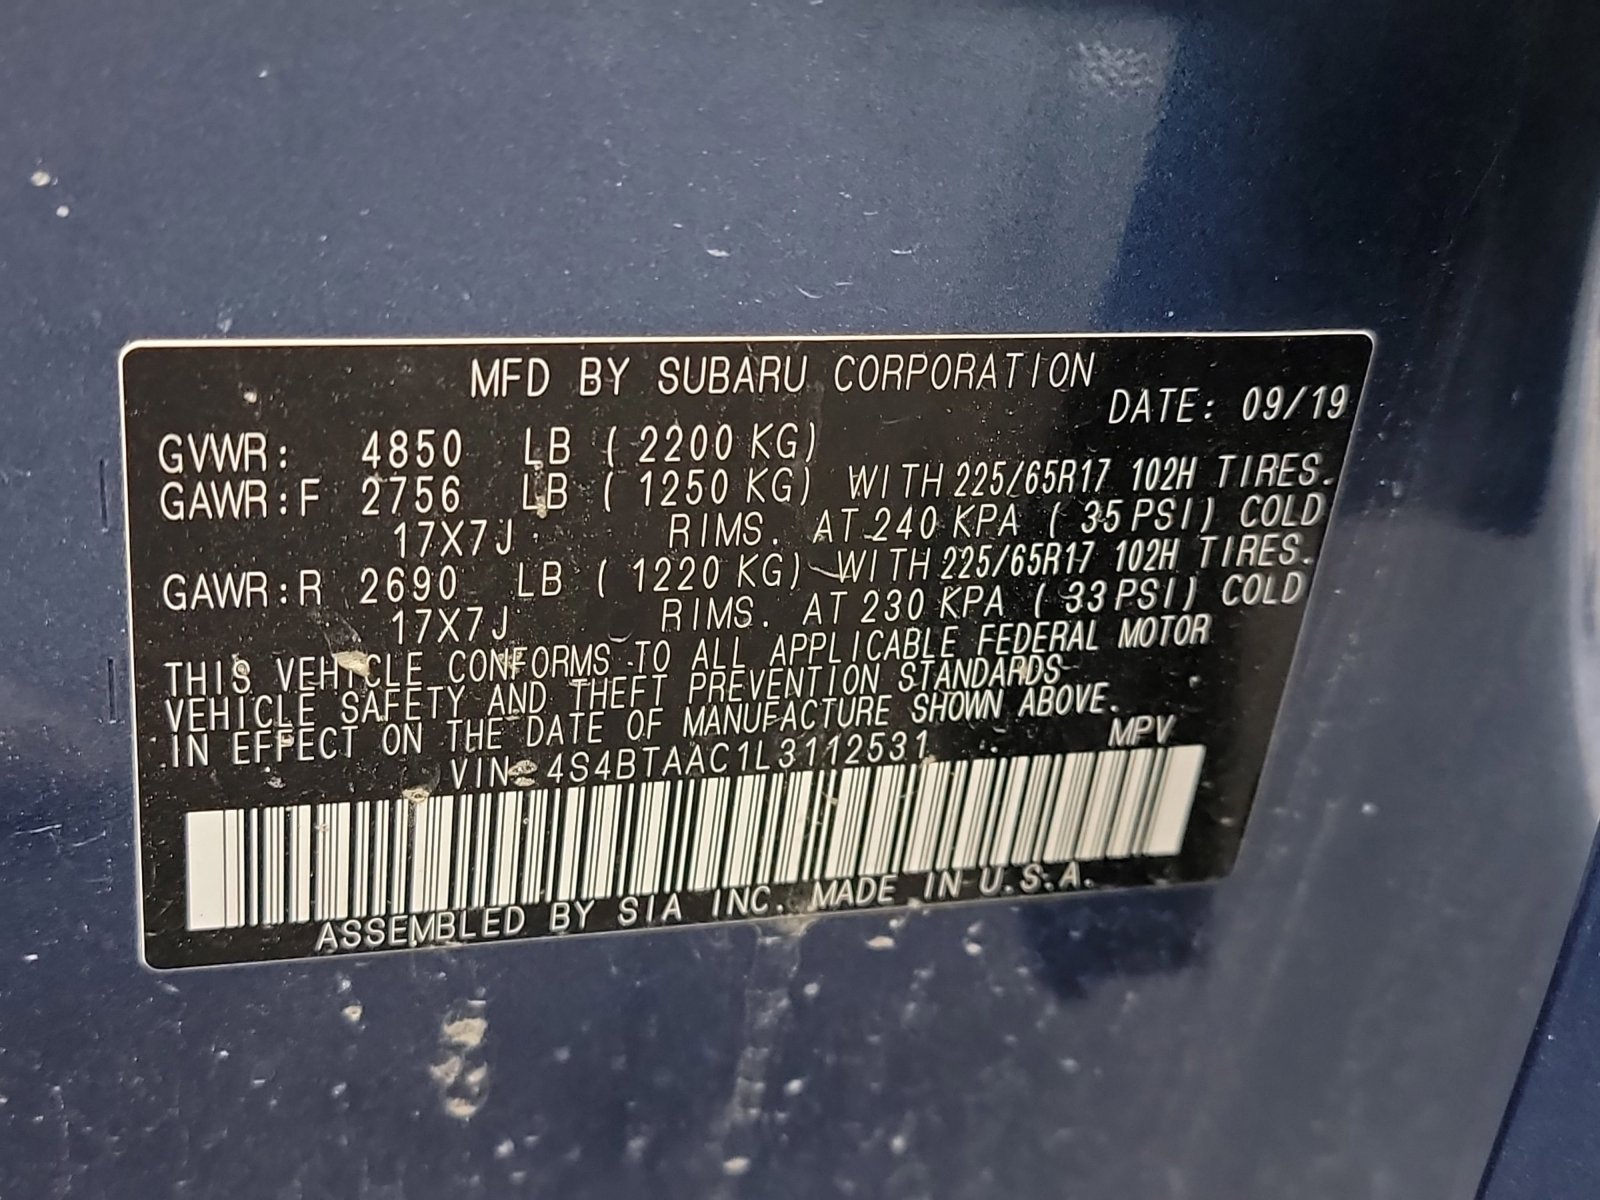 MFD BY SUBARU CORPORATION
DATE: 09/19
GVWR: 4850 LB ( 2200 KG)
GAWR:F 2756 LB ( 1250 KG) WITH 225/65R17 102H TIRES.
17X7J RIMS. AT 240 KPA ( 35 PSI) COLD
GAWR:R 2690 LB ( 1220 KG) WITH 225/65R17 102H TIRES.
17X7J RIMS. AT 230 KPA ( 33 PSI) COLD
THIS VEHICLE CONFORMS TO ALL APPLICABLE FEDERAL MOTOR
VEHICLE SAFETY AND THEFT PREVENTION STANDARDS
IN EFFECT ON THE DATE OF MANUFACTURE SHOWN ABOVE.
VIN: 4S4BTAAC1L3112531 MPV
ASSEMBLED BY SIA INC. MADE IN U.S.A.